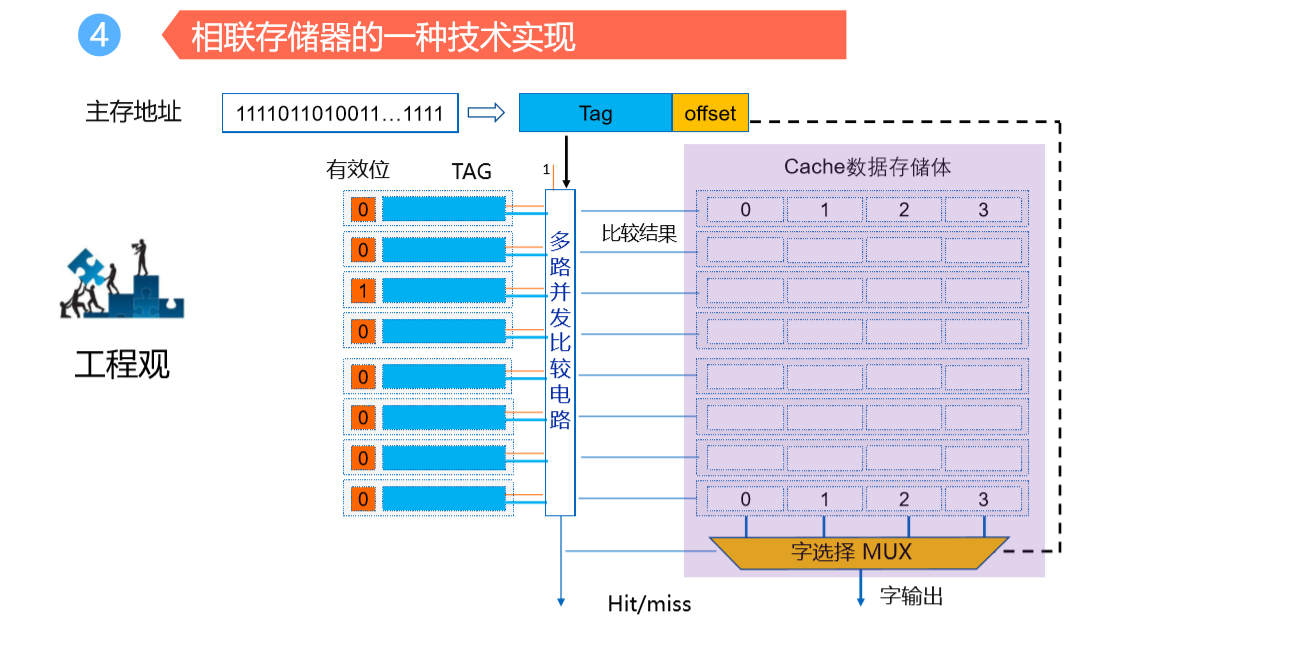 4 相联存储器的一种技术实现
主存地址 1111011010011…1111 Tag offset
有效位 TAG 1 Cache数据存储体
0 0 1 2 3
比较结果
0
1
0
0
0
0
0 0 1 2 3
多路并发比较电路
工程观
字选择 MUX
Hit/miss 字输出